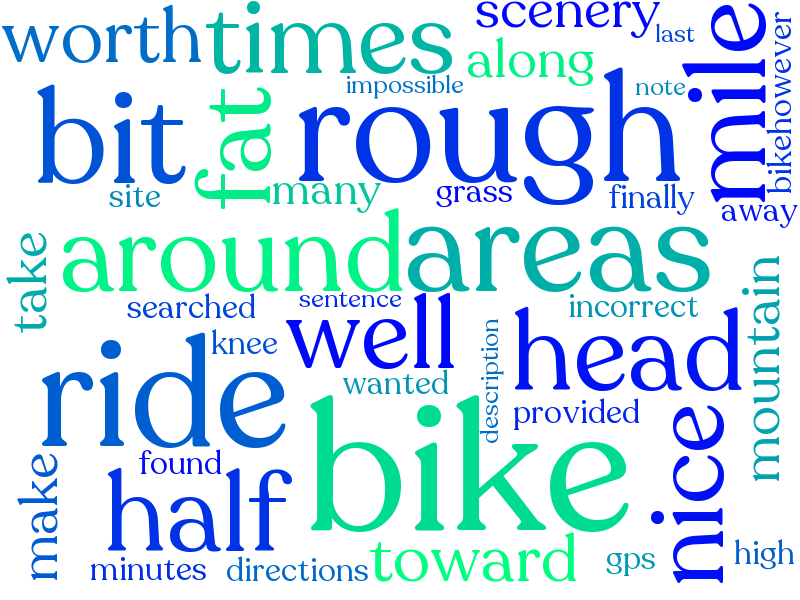 scenery
last
worth
times
along
mile
bikehowever
impossible
note
bit
fat
rough
site
many
grass
finally
away
around
areas
take
searched
sentence
incorrect
mountain
well
knee
head
description
wanted
ride
provided
bike
nice
found
make
half
minutes
directions
toward
gps
high